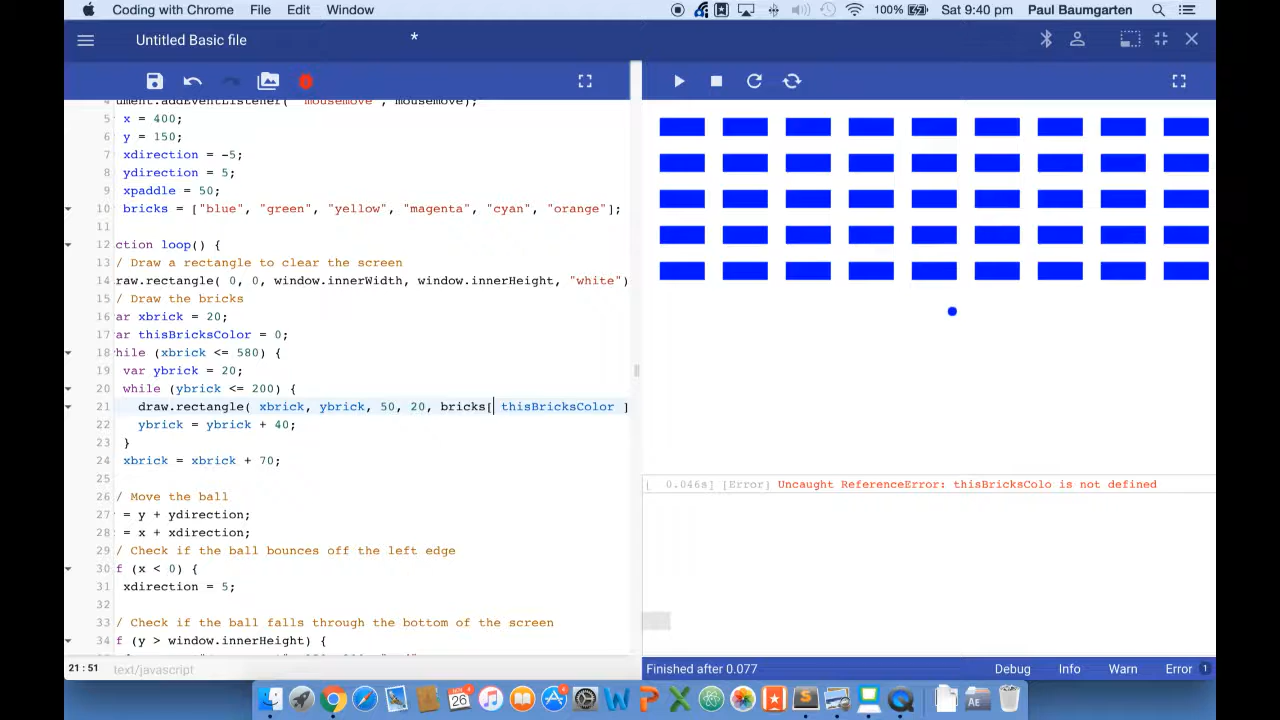 Coding with Chrome File Edit Window 100% Sat 9:40 pm Paul Baumgarten
Untitled Basic file *
ument.addEventListener( "mousemove", mousemove);
5 x = 400;
6 y = 150;
7 xdirection = -5;
8 ydirection = 5;
9 xpaddle = 50;
10 bricks = ["blue", "green", "yellow", "magenta", "cyan", "orange"];
11
12 ction loop() {
13 / Draw a rectangle to clear the screen
14 raw.rectangle( 0, 0, window.innerWidth, window.innerHeight, "white")
15 / Draw the bricks
16 ar xbrick = 20;
17 ar thisBricksColor = 0;
18 hile (xbrick <= 580) {
19 var ybrick = 20;
20 while (ybrick <= 200) {
21 draw.rectangle( xbrick, ybrick, 50, 20, bricks[ thisBricksColor ]
22 ybrick = ybrick + 40;
23 }
24 xbrick = xbrick + 70;
25
26 / Move the ball
27 = y + ydirection;
28 = x + xdirection;
29 / Check if the ball bounces off the left edge
30 f (x < 0) {
31 xdirection = 5;
32
33 / Check if the ball falls through the bottom of the screen
34 f (y > window.innerHeight) {
21:51 text/javascript
[ 0.046s] [Error] Uncaught ReferenceError: thisBricksColo is not defined
Finished after 0.077 Debug Info Warn Error 1
NOV
26
W P X
S
Ae